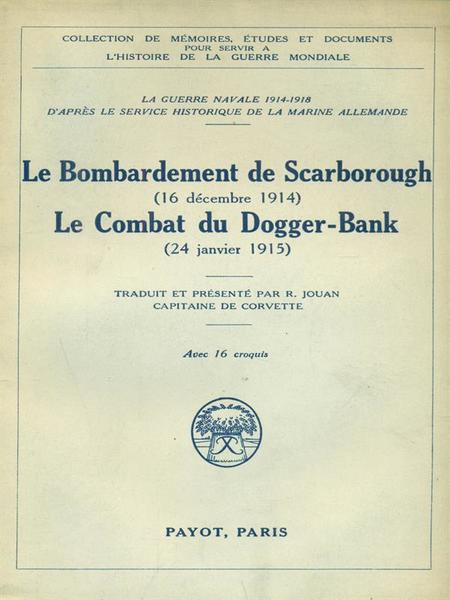 COLLECTION DE MÉMOIRES, ÉTUDES ET DOCUMENTS
POUR SERVIR A
L'HISTOIRE DE LA GUERRE MONDIALE
LA GUERRE NAVALE 1914-1918
D'APRÈS LE SERVICE HISTORIQUE DE LA MARINE ALLEMANDE
Le Bombardement de Scarborough
(16 décembre 1914)
Le Combat du Dogger-Bank
(24 janvier 1915)
TRADUIT ET PRÉSENTÉ PAR R. JOUAN
CAPITAINE DE CORVETTE
Avec 16 croquis
PAYOT, PARIS